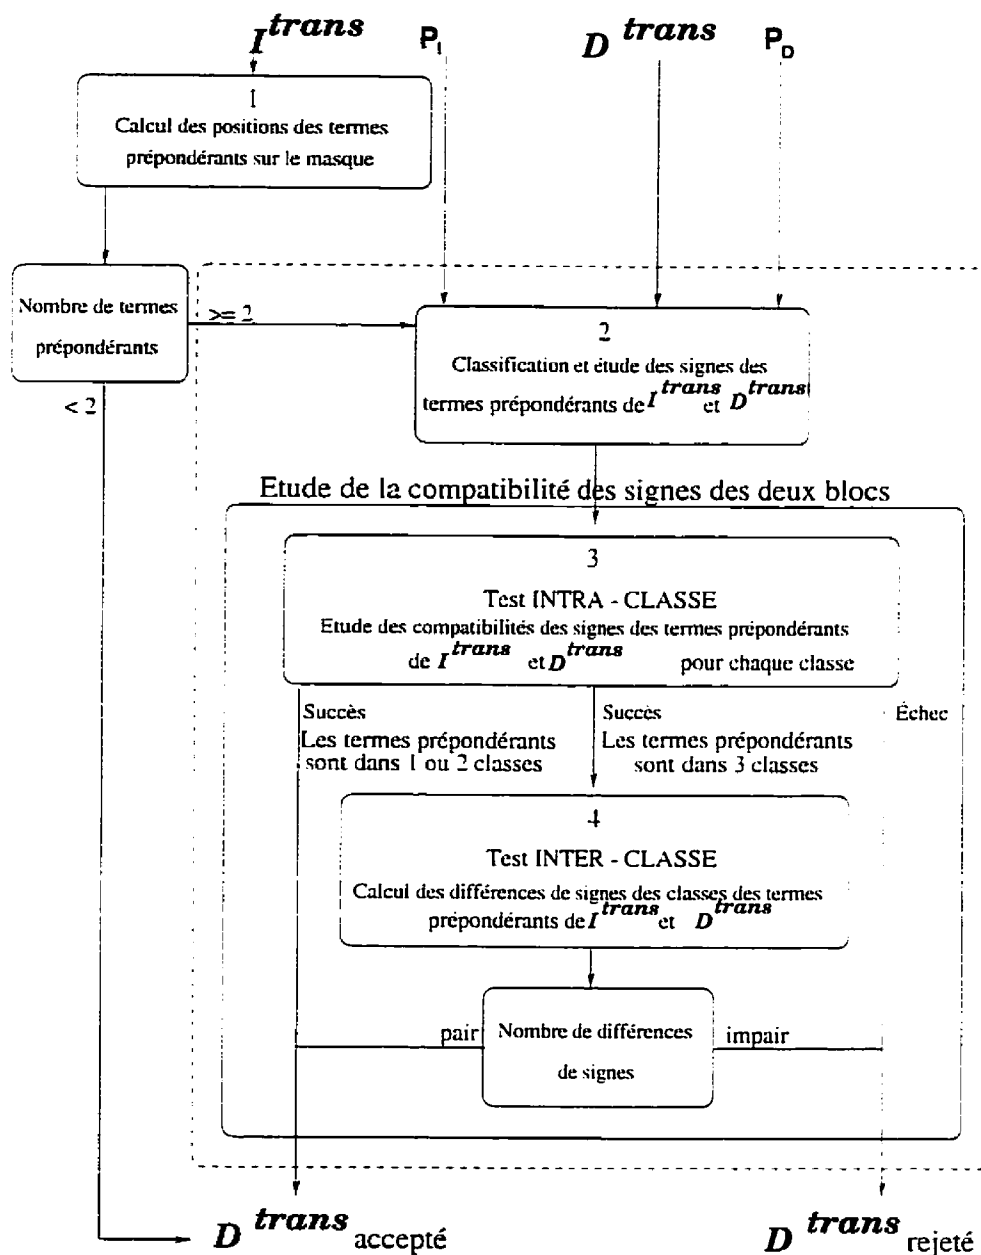 I trans P_I D trans P_D
1
Calcul des positions des termes
prépondérants sur le masque
Nombre de termes
prépondérants
>= 2
< 2
2
Classification et étude des signes des
termes prépondérants de I trans et D trans
Etude de la compatibilité des signes des deux blocs
3
Test INTRA - CLASSE
Etude des compatibilités des signes des termes prépondérants
de I trans et D trans pour chaque classe
Succès
Les termes prépondérants
sont dans 1 ou 2 classes
Succès
Les termes prépondérants
sont dans 3 classes
Échec
4
Test INTER - CLASSE
Calcul des différences de signes des classes des termes
prépondérants de I trans et D trans
pair
Nombre de différences
de signes
impair
D trans accepté
D trans rejeté